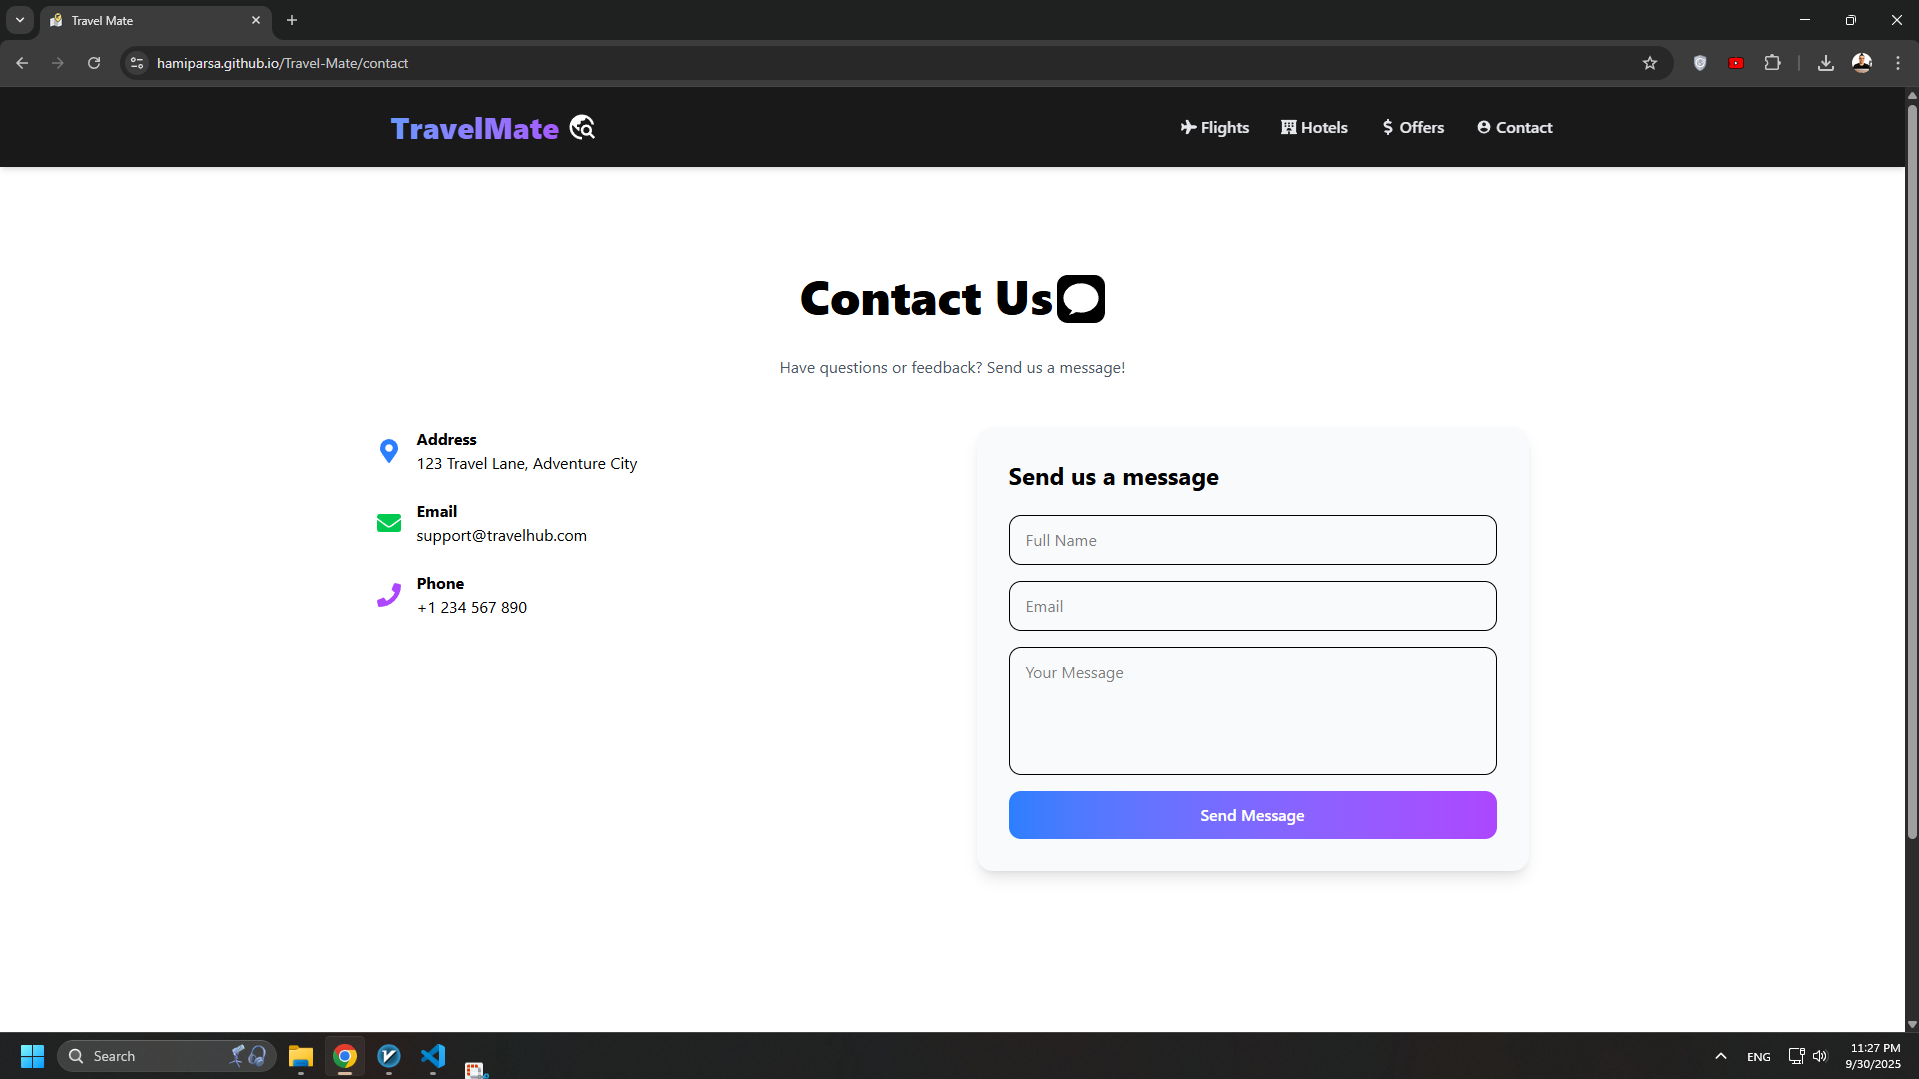 Travel Mate
hamiparsa.github.io/Travel-Mate/contact
TravelMate
Flights
Hotels
Offers
Contact
Contact Us
Have questions or feedback? Send us a message!
Address
123 Travel Lane, Adventure City
Email
support@travelhub.com
Phone
+1 234 567 890
Send us a message
Full Name
Email
Your Message
Send Message
Search
ENG
11:27 PM
9/30/2025